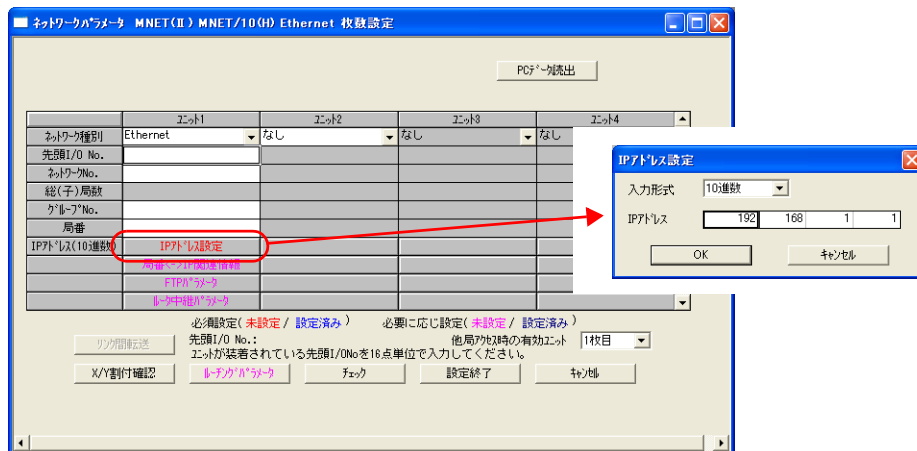 ネットワークパラメータ MNET(Ⅱ) MNET/10(H) Ethernet 枚数設定
PCデータ読出
ユニット1 ユニット2 ユニット3 ユニット4
ネットワーク種別 Ethernet なし なし なし
先頭I/O No.
ネットワークNo.
総(子)局数
グループNo.
局番
IPアドレス(10進数) IPアドレス設定
局番<->IP関連情報
FTPパラメータ
ルータ中継パラメータ
必須設定( 未設定 / 設定済み ) 必要に応じ設定( 未設定 / 設定済み )
リンク間転送 先頭I/O No.: 他局アクセス時の有効ユニット 1枚目
ユニットが装着されている先頭I/ONoを16点単位で入力してください。
X/Y割付確認 ルーチングパラメータ チェック 設定終了 キャンセル
IPアドレス設定
入力形式 10進数
IPアドレス 192 168 1 1
OK キャンセル